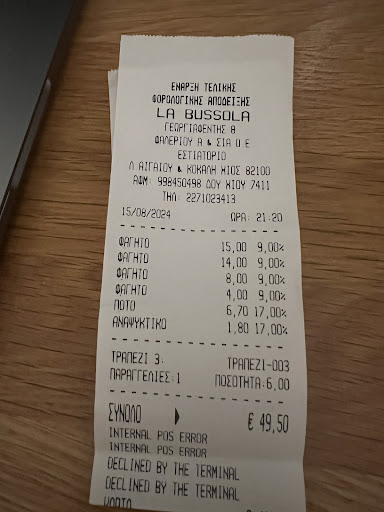 ΕΝΑΡΞΗ ΤΕΛΙΚΗΣ
ΦΟΡΟΛΟΓΙΚΗΣ ΑΠΟΔΕΙΞΗΣ
LA BUSSOLA
ΓΕΩΡΓΙΑΦΕΝΤΗΣ Θ
ΦΑΛΕΡΙΟΥ Α & ΣΙΑ Ο Ε
ΕΣΤΙΑΤΟΡΙΟ
Λ ΑΙΓΑΙΟΥ & ΚΟΚΑΛΗ ΧΙΟΣ 82100
ΑΦΜ: 998450498 ΔΟΥ ΧΙΟΥ 7411
ΤΗΛ: 2271023413
15/08/2024 ΩΡΑ: 21:20
ΦΑΓΗΤΟ 15,00 9,00%
ΦΑΓΗΤΟ 14,00 9,00%
ΦΑΓΗΤΟ 8,00 9,00%
ΦΑΓΗΤΟ 4,00 9,00%
ΠΟΤΟ 6,70 17,00%
ΑΝΑΨΥΚΤΙΚΟ 1,80 17,00%
ΤΡΑΠΕΖΙ 3: ΤΡΑΠΕΖΙ-003
ΠΑΡΑΓΓΕΛΙΕΣ:1 ΠΟΣΟΤΗΤΑ:6,00
ΣΥΝΟΛΟ € 49,50
INTERNAL POS ERROR
INTERNAL POS ERROR
DECLINED BY THE TERMINAL
DECLINED BY THE TERMINAL
ΚΑΡΤΑ